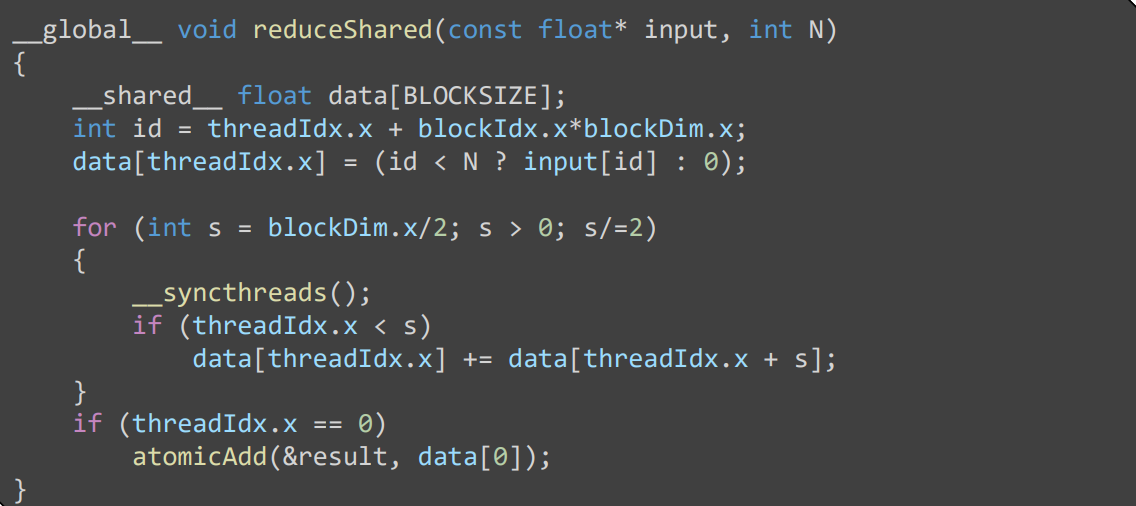 __global__ void reduceShared(const float* input, int N)
{
    __shared__ float data[BLOCKSIZE];
    int id = threadIdx.x + blockIdx.x*blockDim.x;
    data[threadIdx.x] = (id < N ? input[id] : 0);

    for (int s = blockDim.x/2; s > 0; s/=2)
    {
        __syncthreads();
        if (threadIdx.x < s)
            data[threadIdx.x] += data[threadIdx.x + s];
    }
    if (threadIdx.x == 0)
        atomicAdd(&result, data[0]);
}